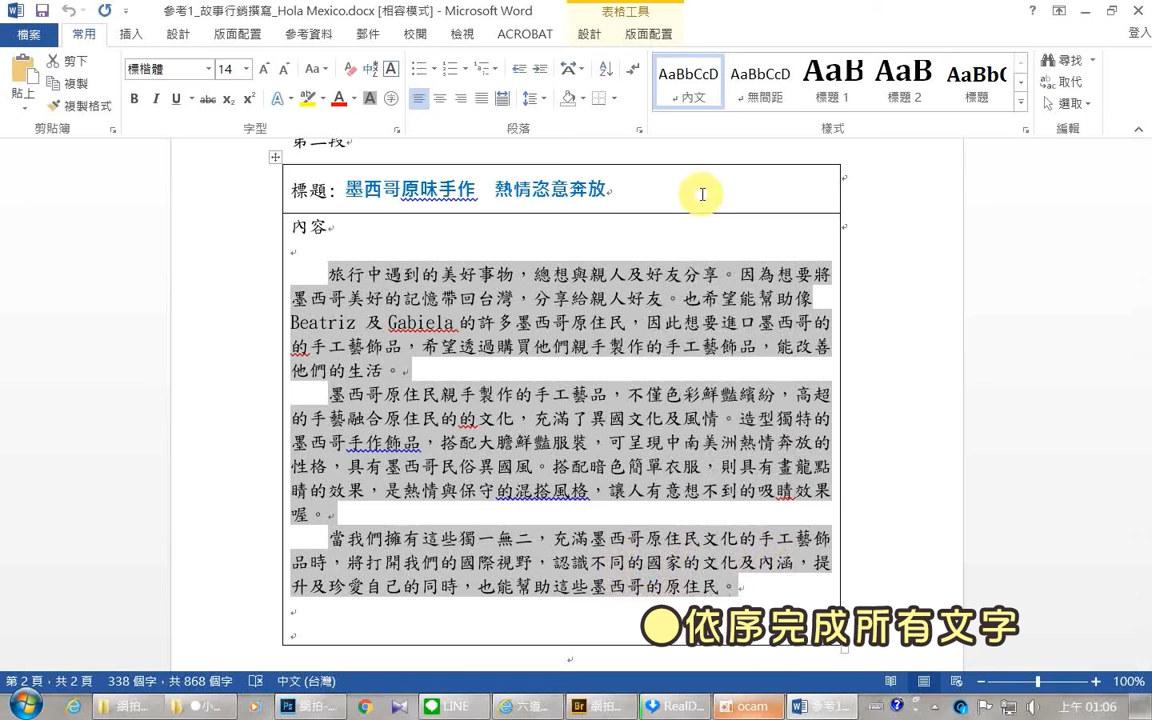 參考1_故事行銷撰寫_Hola Mexico.docx [相容模式] - Microsoft Word
表格工具
登入
檔案 常用 插入 設計 版面配置 參考資料 郵件 校閱 檢視 ACROBAT 設計 版面配置
貼上
剪下
複製
複製格式
標楷體 14
AaBbCcD AaBbCcD AaBb AaBb AaBbC
內文 無間距 標題 1 標題 2 標題
尋找
取代
選取
剪貼簿 字型 段落 樣式 編輯
標題：墨西哥原味手作 熱情恣意奔放
內容
旅行中遇到的美好事物，總想與親人及好友分享。因為想要將
墨西哥美好的記憶帶回台灣，分享給親人好友。也希望能幫助像
Beatriz 及 Gabiela 的許多墨西哥原住民，因此想要進口墨西哥的
的手工藝飾品，希望透過購買他們親手製作的手工藝飾品，能改善
他們的生活。
墨西哥原住民親手製作的手工藝品，不僅色彩鮮豔繽紛，高超
的手藝融合原住民的的文化，充滿了異國文化及風情。造型獨特的
墨西哥手作飾品，搭配大膽鮮豔服裝，可呈現中南美洲熱情奔放的
性格，具有墨西哥民俗異國風。搭配暗色簡單衣服，則具有畫龍點
睛的效果，是熱情與保守的混搭風格，讓人有意想不到的吸睛效果
喔。
當我們擁有這些獨一無二，充滿墨西哥原住民文化的手工藝飾
品時，將打開我們的國際視野，認識不同的國家的文化及內涵，提
升及珍愛自己的同時，也能幫助這些墨西哥的原住民。
依序完成所有文字
第 2 頁，共 2 頁 338 個字，共 868 個字 中文 (台灣) 100%
網拍... 小... 網拍-... LINE 六道... 網拍... RealD... ocam 參考1... 上午 01:06